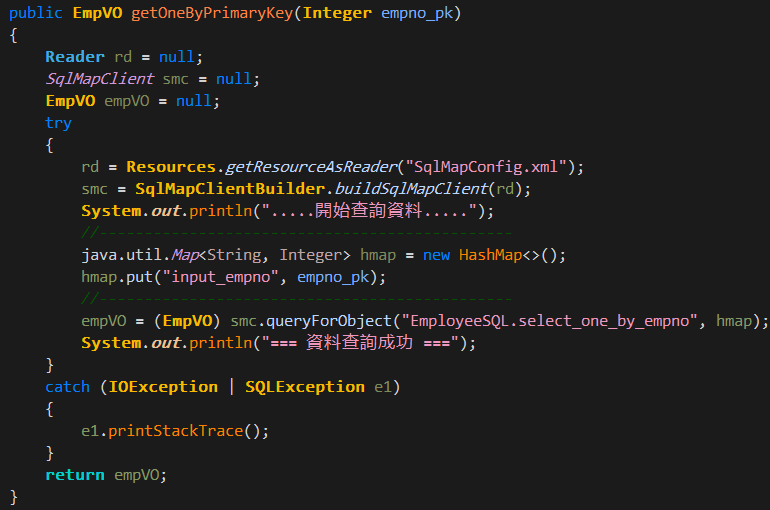 public EmpVO getOneByPrimaryKey(Integer empno_pk)
{
    Reader rd = null;
    SqlMapClient smc = null;
    EmpVO empVO = null;
    try
    {
        rd = Resources.getResourceAsReader("SqlMapConfig.xml");
        smc = SqlMapClientBuilder.buildSqlMapClient(rd);
        System.out.println(".....開始查詢資料.....");
        //----------------------------------------------
        java.util.Map<String, Integer> hmap = new HashMap<>();
        hmap.put("input_empno", empno_pk);
        //----------------------------------------------
        empVO = (EmpVO) smc.queryForObject("EmployeeSQL.select_one_by_empno", hmap);
        System.out.println("=== 資料查詢成功 ===");
    }
    catch (IOException | SQLException e1)
    {
        e1.printStackTrace();
    }
    return empVO;
}